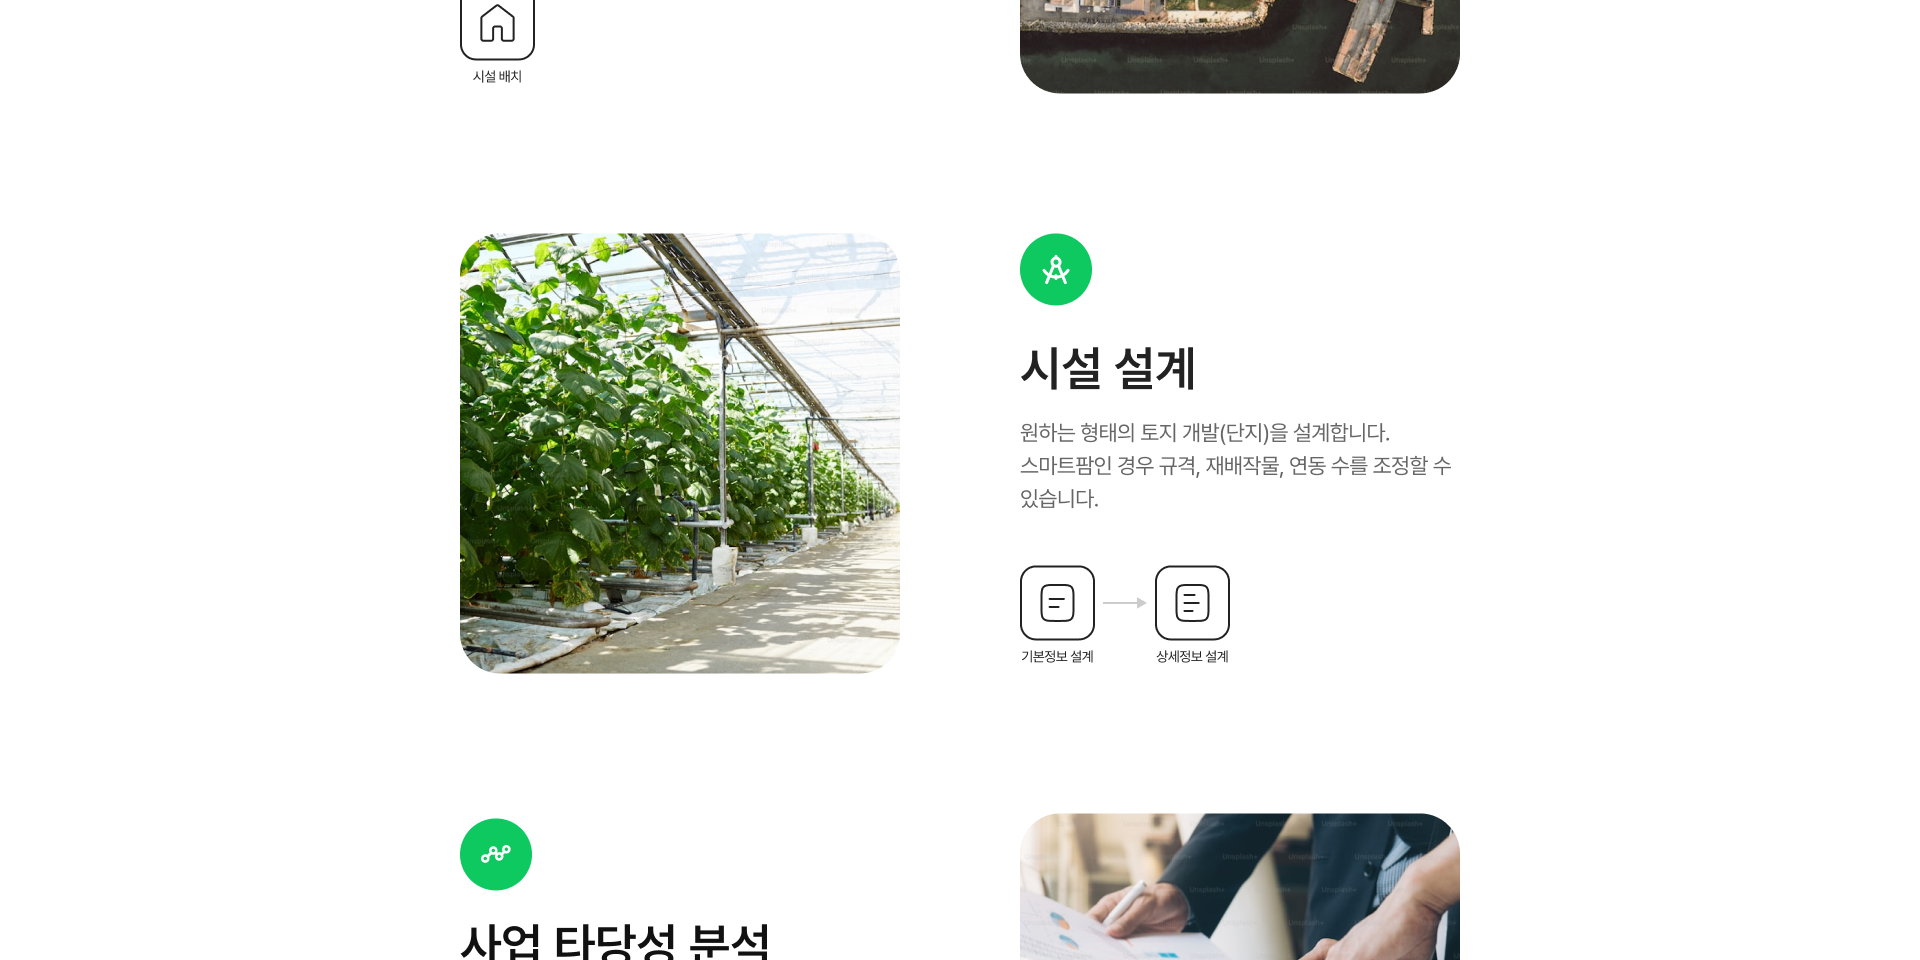 시설 배치
시설 설계
원하는 형태의 토지 개발(단지)을 설계합니다.
스마트팜인 경우 규격, 재배작물, 연동 수를 조정할 수
있습니다.
기본정보 설계
상세정보 설계
사업 타당성 분석